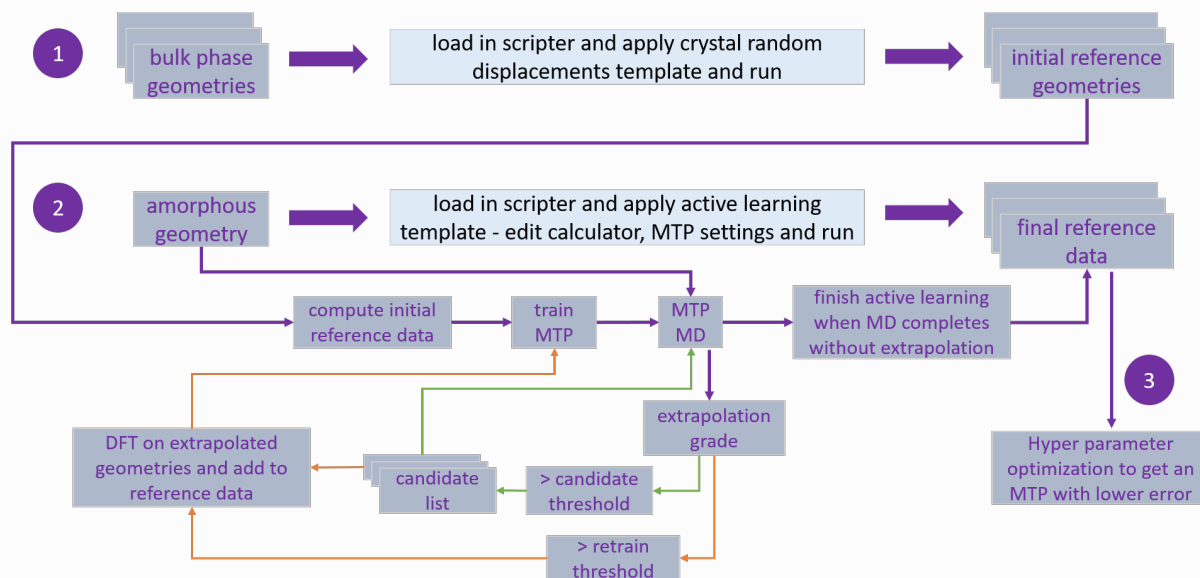 1
bulk phase
geometries
load in scripter and apply crystal random
displacements template and run
initial reference
geometries
2
amorphous
geometry
load in scripter and apply active learning
template - edit calculator, MTP settings and run
final reference
data
compute initial
reference data
train
MTP
MTP
MD
finish active learning
when MD completes
without extrapolation
3
extrapolation
grade
DFT on extrapolated
geometries and add to
reference data
candidate
list
> candidate
threshold
Hyper parameter
optimization to get an
MTP with lower error
> retrain
threshold